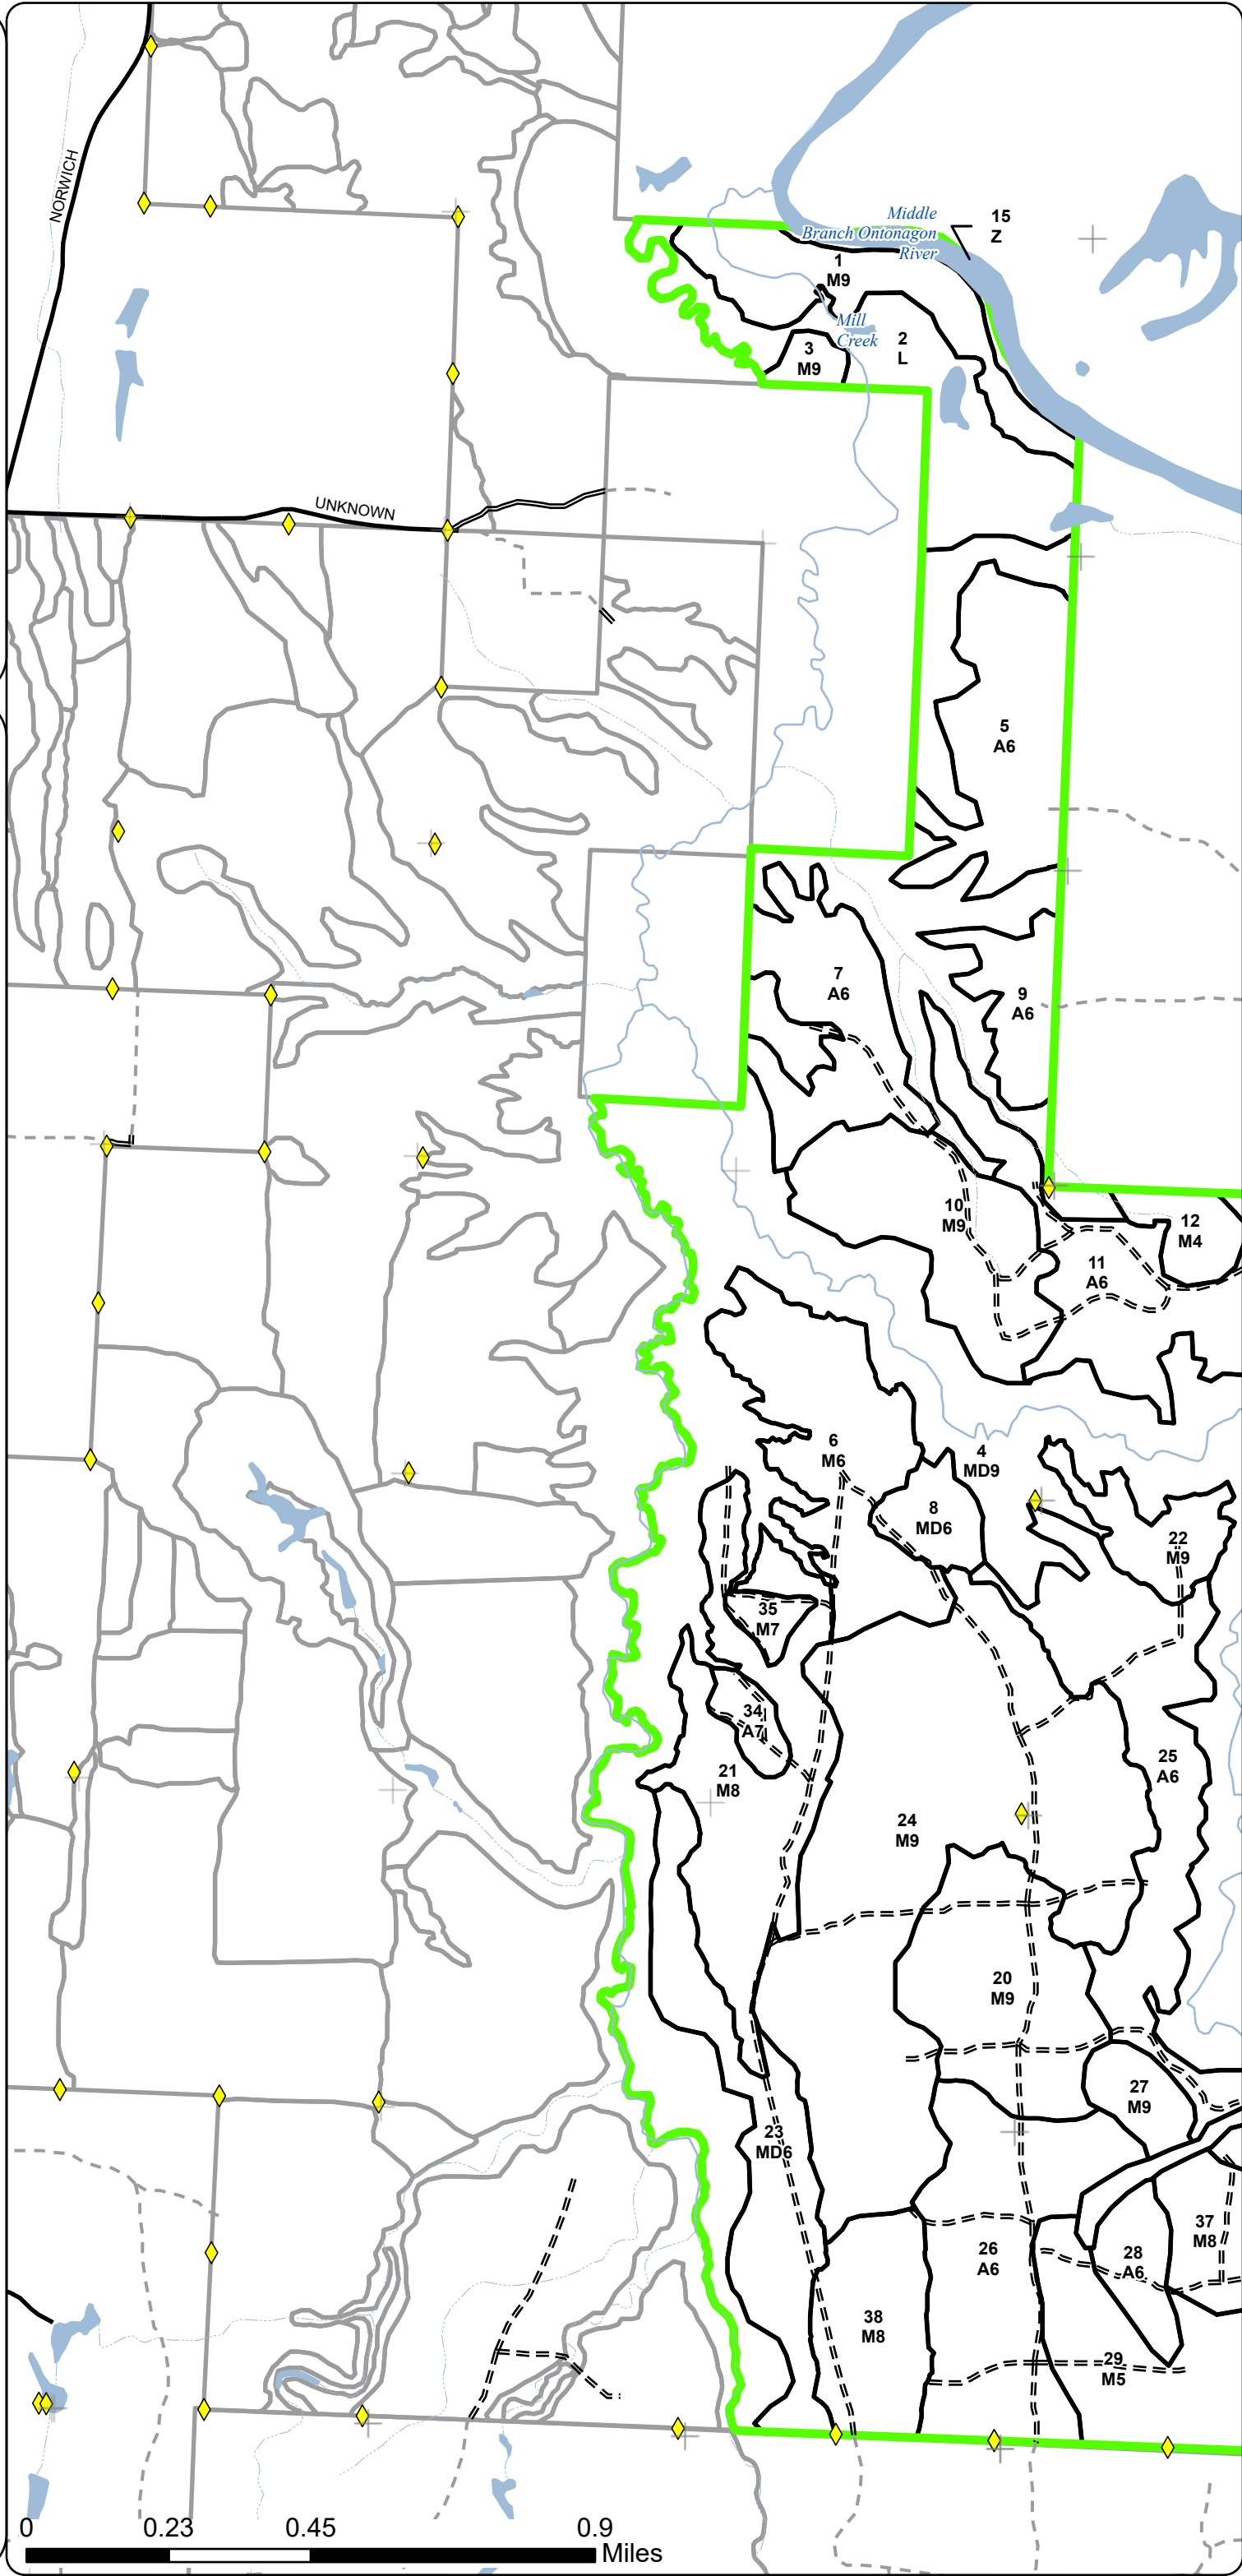 NORWICH
Middle
Branch Ontonagon
River
15
Z
1
M9
Mill
Creek
2
L
3
M9
UNKNOWN
5
A6
7
A6
9
A6
10
M9
12
M4
11
A6
6
M6
4
MD9
8
MD6
22
M9
35
M7
34
A7
21
M8
25
A6
24
M9
20
M9
27
M9
23
MD6
37
M8
26
A6
28
A6
38
M8
29
M5
0 0.23 0.45 0.9
Miles